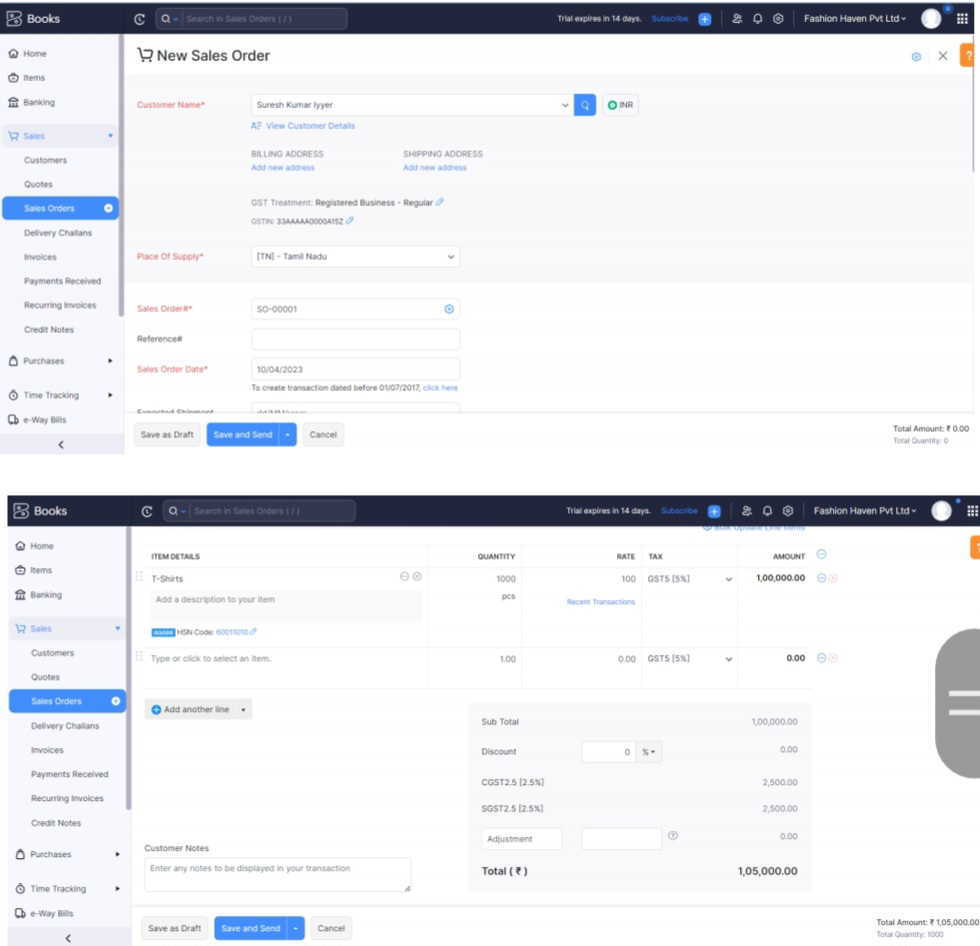 Books
Search in Sales Orders ( / )
Trial expires in 14 days. Subscribe
Fashion Haven Pvt Ltd
Home
Items
Banking
Sales
Customers
Quotes
Sales Orders
Delivery Challans
Invoices
Payments Received
Recurring Invoices
Credit Notes
Purchases
Time Tracking
e-Way Bills
New Sales Order
?
Customer Name* Suresh Kumar Iyyer INR
View Customer Details
BILLING ADDRESS SHIPPING ADDRESS
Add new address Add new address
GST Treatment: Registered Business - Regular
GSTIN: 33AAAAA0000A15Z
Place Of Supply* [TN] - Tamil Nadu
Sales Order#* SO-00001
Reference#
Sales Order Date* 10/04/2023
To create transaction dated before 01/07/2017, click here
Expected Shipment
Save as Draft Save and Send Cancel
Total Amount: ₹ 0.00
Total Quantity: 0
Books
Search in Sales Orders ( / )
Trial expires in 14 days. Subscribe
Fashion Haven Pvt Ltd
Home
Items
Banking
Sales
Customers
Quotes
Sales Orders
Delivery Challans
Invoices
Payments Received
Recurring Invoices
Credit Notes
Purchases
Time Tracking
e-Way Bills
Bulk Update Line Items
ITEM DETAILS QUANTITY RATE TAX AMOUNT
T-Shirts 1000 100 GST5 [5%] 1,00,000.00
pcs
Add a description to your item
Recent Transactions
GOODS HSN Code: 60011010
Type or click to select an item. 1.00 0.00 GST5 [5%] 0.00
Add another line
Sub Total 1,00,000.00
Discount 0 % 0.00
CGST2.5 [2.5%] 2,500.00
SGST2.5 [2.5%] 2,500.00
Adjustment 0.00
Total ( ₹ ) 1,05,000.00
Customer Notes
Enter any notes to be displayed in your transaction
Save as Draft Save and Send Cancel
Total Amount: ₹ 1,05,000.00
Total Quantity: 1000